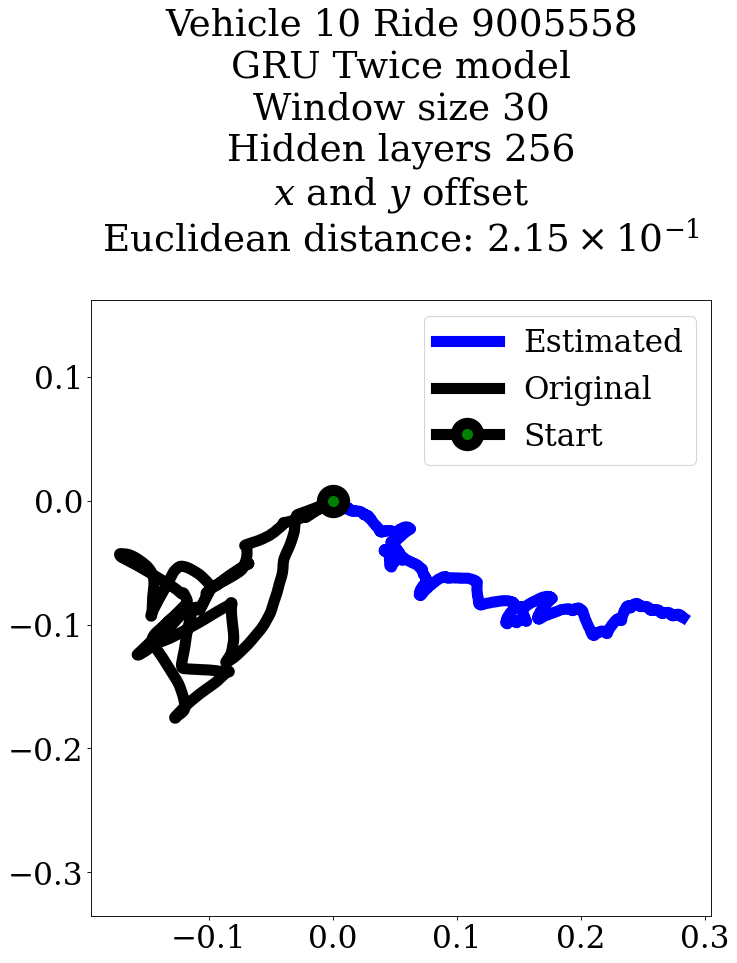 Vehicle 10 Ride 9005558
GRU Twice model
Window size 30
Hidden layers 256
x and y offset
Euclidean distance: 2.15 × 10⁻¹
Estimated
Original
Start
0.1
0.0
−0.1
−0.2
−0.3
−0.1 0.0 0.1 0.2 0.3